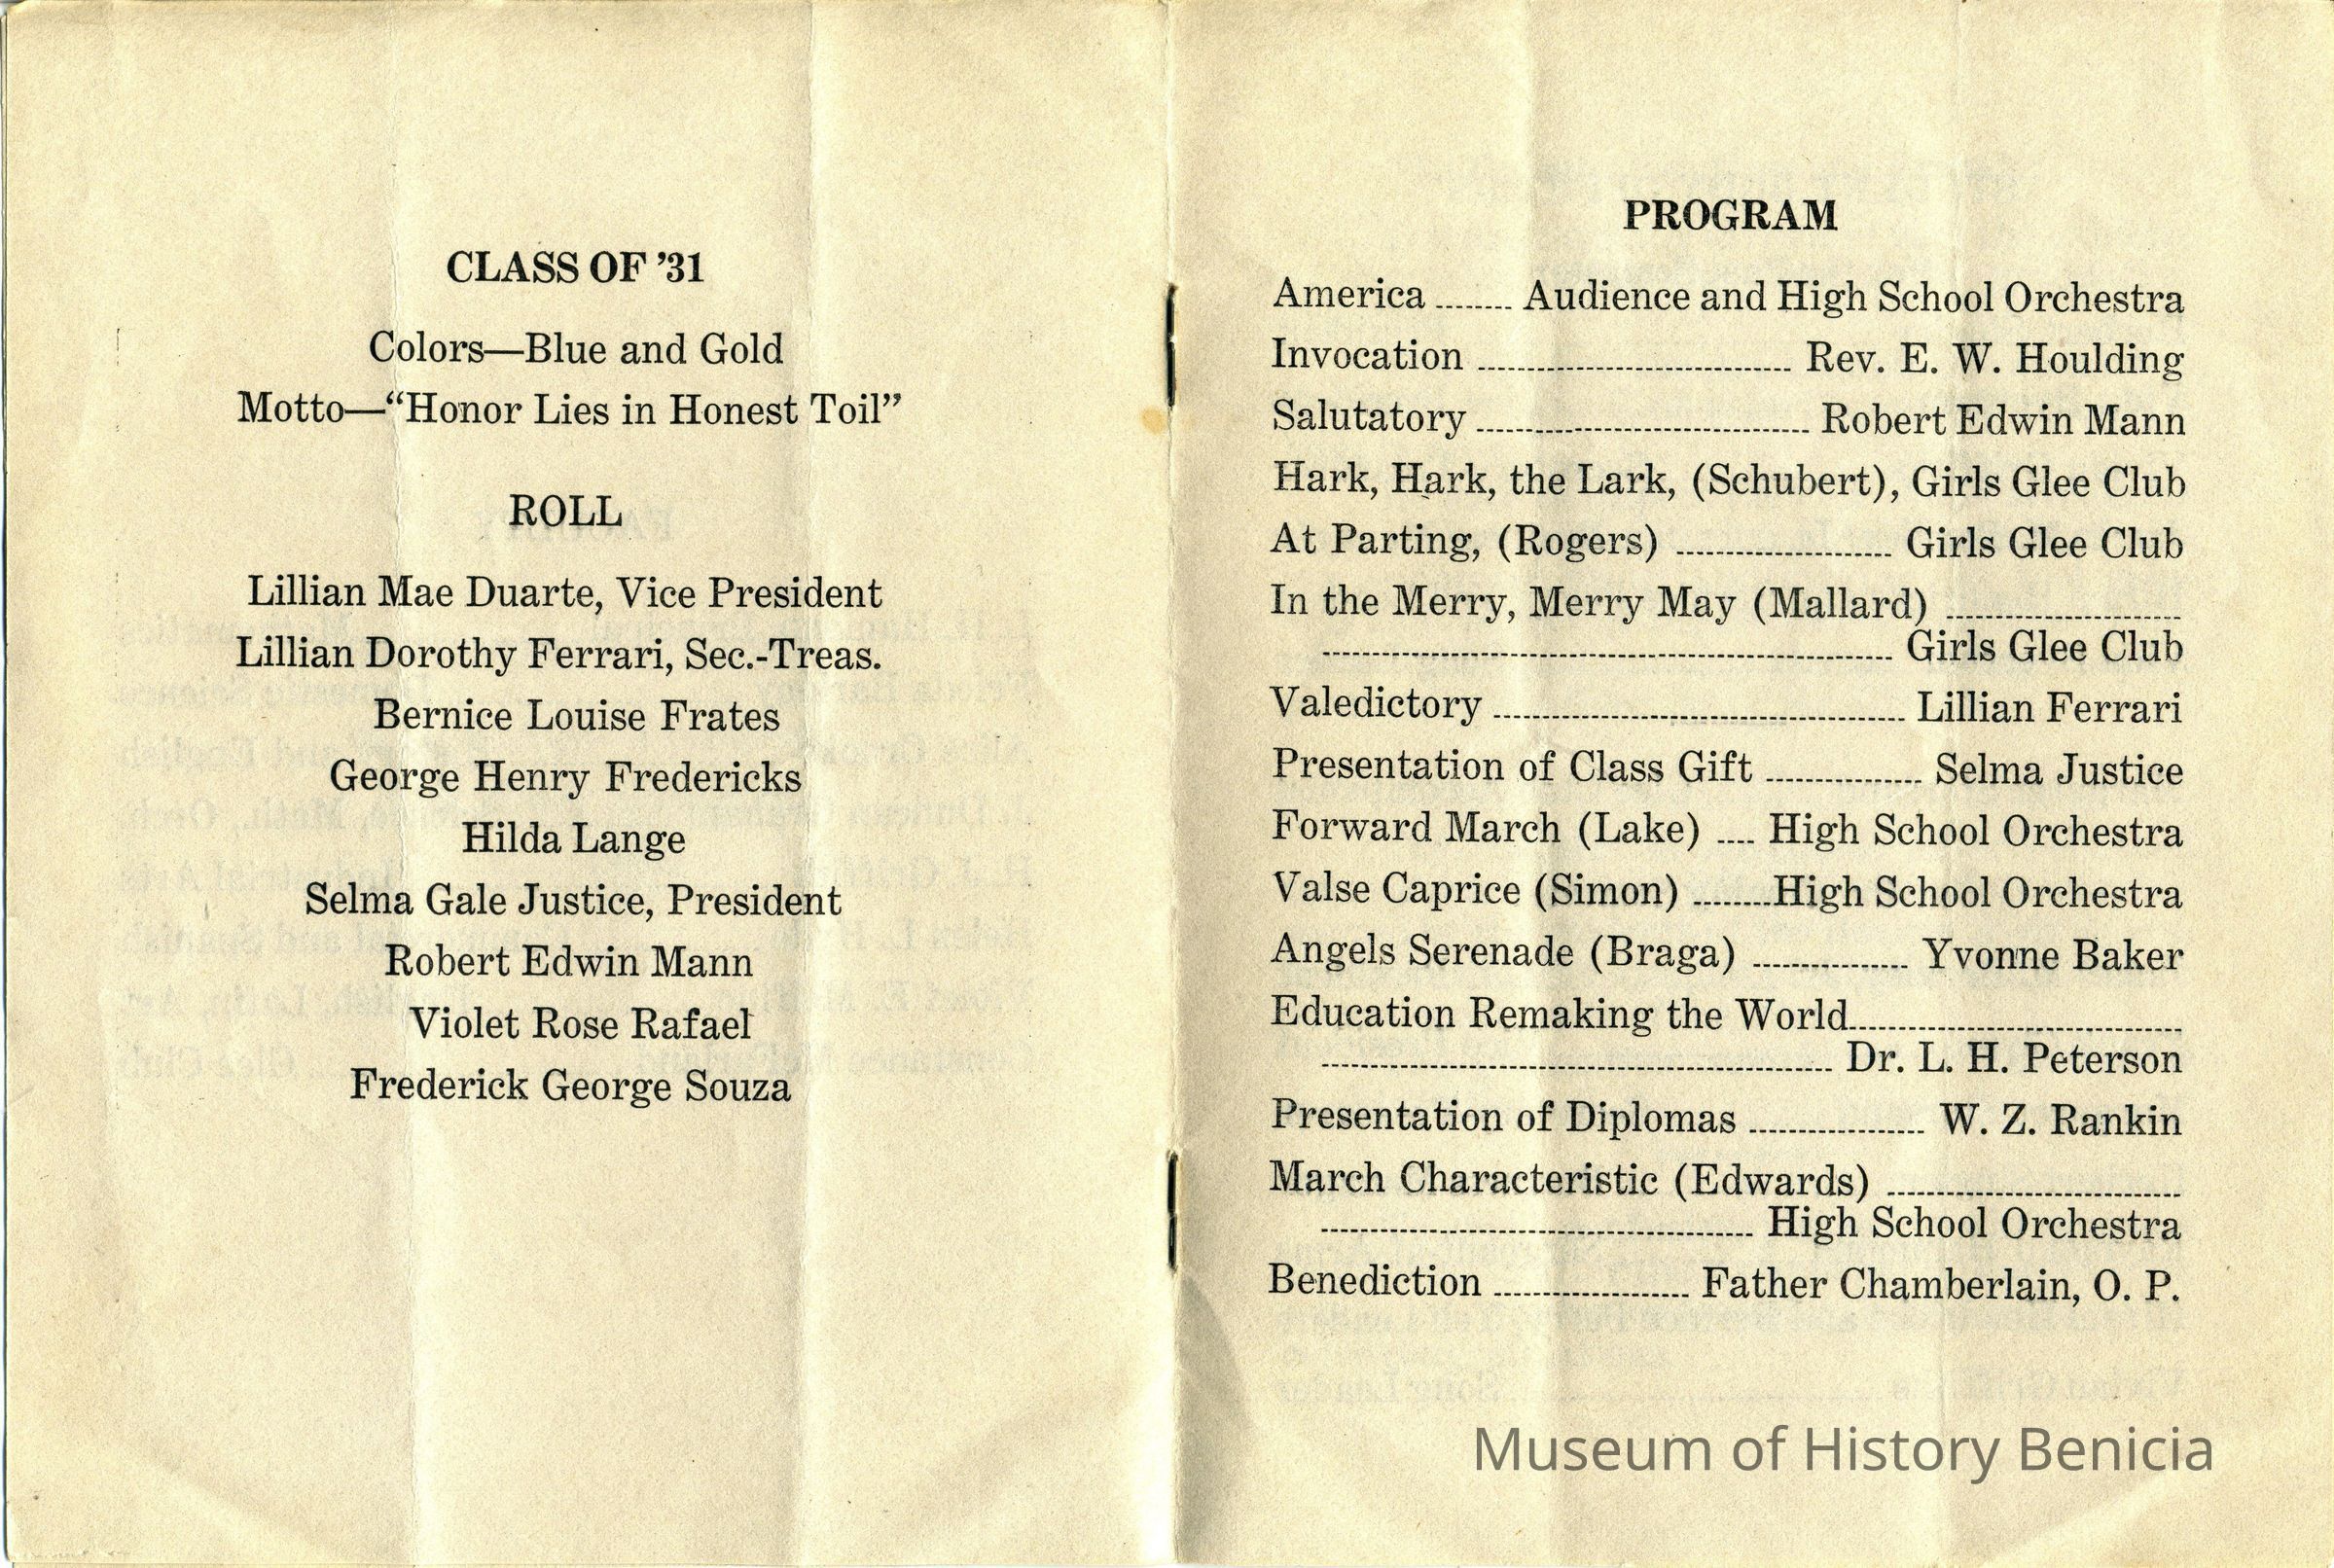 CLASS OF ’31
Colors—Blue and Gold
Motto—“Honor Lies in Honest Toil”
ROLL
Lillian Mae Duarte, Vice President
Lillian Dorothy Ferrari, Sec.-Treas.
Bernice Louise Frates
George Henry Fredericks
Hilda Lange
Selma Gale Justice, President
Robert Edwin Mann
Violet Rose Rafael
Frederick George Souza
PROGRAM
America ........ Audience and High School Orchestra
Invocation ................................ Rev. E. W. Houlding
Salutatory .................................. Robert Edwin Mann
Hark, Hark, the Lark, (Schubert), Girls Glee Club
At Parting, (Rogers) ...................... Girls Glee Club
In the Merry, Merry May (Mallard) ........................
.......................................................... Girls Glee Club
Valedictory .......................................... Lillian Ferrari
Presentation of Class Gift ................ Selma Justice
Forward March (Lake) .... High School Orchestra
Valse Caprice (Simon) ........High School Orchestra
Angels Serenade (Braga) ................ Yvonne Baker
Education Remaking the World..................................
.................................................... Dr. L. H. Peterson
Presentation of Diplomas .................. W. Z. Rankin
March Characteristic (Edwards) ..............................
............................................ High School Orchestra
Benediction .................... Father Chamberlain, O. P.
Museum of History Benicia